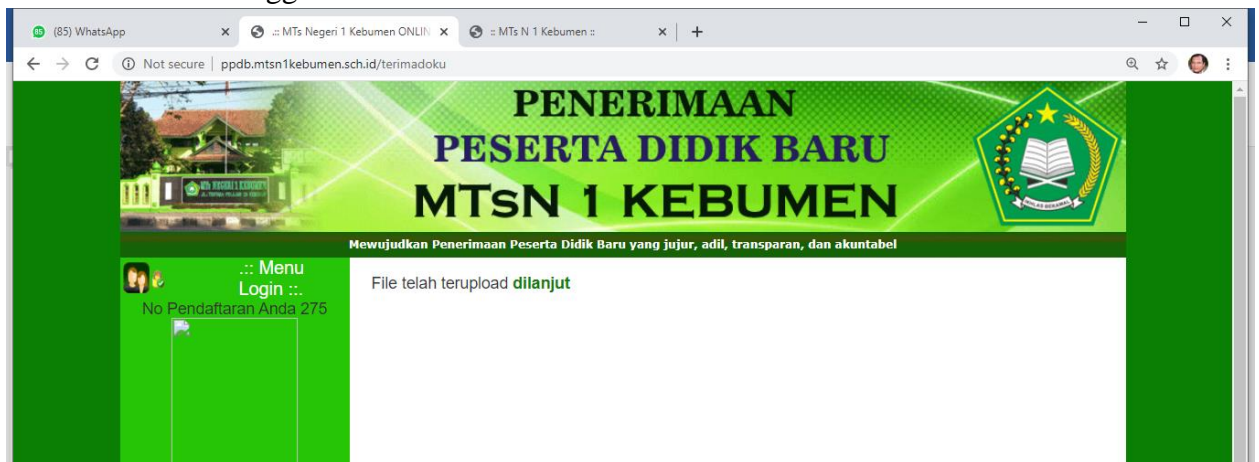 (85) WhatsApp
.:: MTs Negeri 1 Kebumen ONLIN
:: MTs N 1 Kebumen ::
Not secure | ppdb.mtsn1kebumen.sch.id/terimadoku
PENERIMAAN
PESERTA DIDIK BARU
MTsN 1 KEBUMEN
Mewujudkan Penerimaan Peserta Didik Baru yang jujur, adil, transparan, dan akuntabel
.:: Menu
Login ::.
No Pendaftaran Anda 275
File telah terupload dilanjut